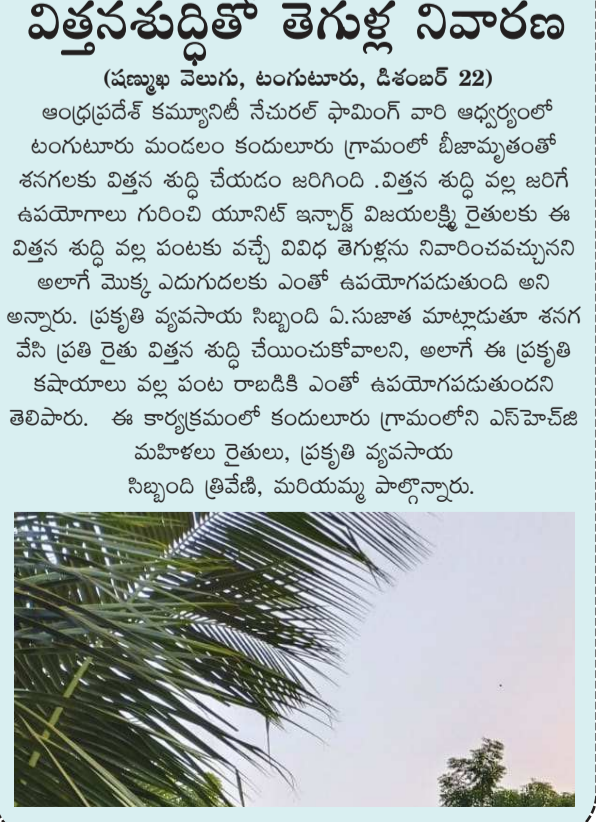 విత్తనశుద్ధితో తెగుళ్ల నివారణ
(షణ్ముఖ వెలుగు, టంగుటూరు, డిశంబర్ 22)
ఆంధ్రప్రదేశ్ కమ్యూనిటీ నేచురల్ ఫామింగ్ వారి ఆధ్వర్యంలో
టంగుటూరు మండలం కందులూరు గ్రామంలో బీజామృతంతో
శనగలకు విత్తన శుద్ధి చేయడం జరిగింది .విత్తన శుద్ధి వల్ల జరిగే
ఉపయోగాలు గురించి యూనిట్ ఇన్చార్జ్ విజయలక్ష్మి రైతులకు ఈ
విత్తన శుద్ధి వల్ల పంటకు వచ్చే వివిధ తెగుళ్లను నివారించవచ్చునని
అలాగే మొక్క ఎదుగుదలకు ఎంతో ఉపయోగపడుతుంది అని
అన్నారు. ప్రకృతి వ్యవసాయ సిబ్బంది ఏ.సుజాత మాట్లాడుతూ శనగ
వేసి ప్రతి రైతు విత్తన శుద్ధి చేయించుకోవాలని, అలాగే ఈ ప్రకృతి
కషాయాలు వల్ల పంట రాబడికి ఎంతో ఉపయోగపడుతుందని
తెలిపారు. ఈ కార్యక్రమంలో కందులూరు గ్రామంలోని ఎస్‌హెచ్‌జి
మహిళలు రైతులు, ప్రకృతి వ్యవసాయ
సిబ్బంది త్రివేణి, మరియమ్మ పాల్గొన్నారు.